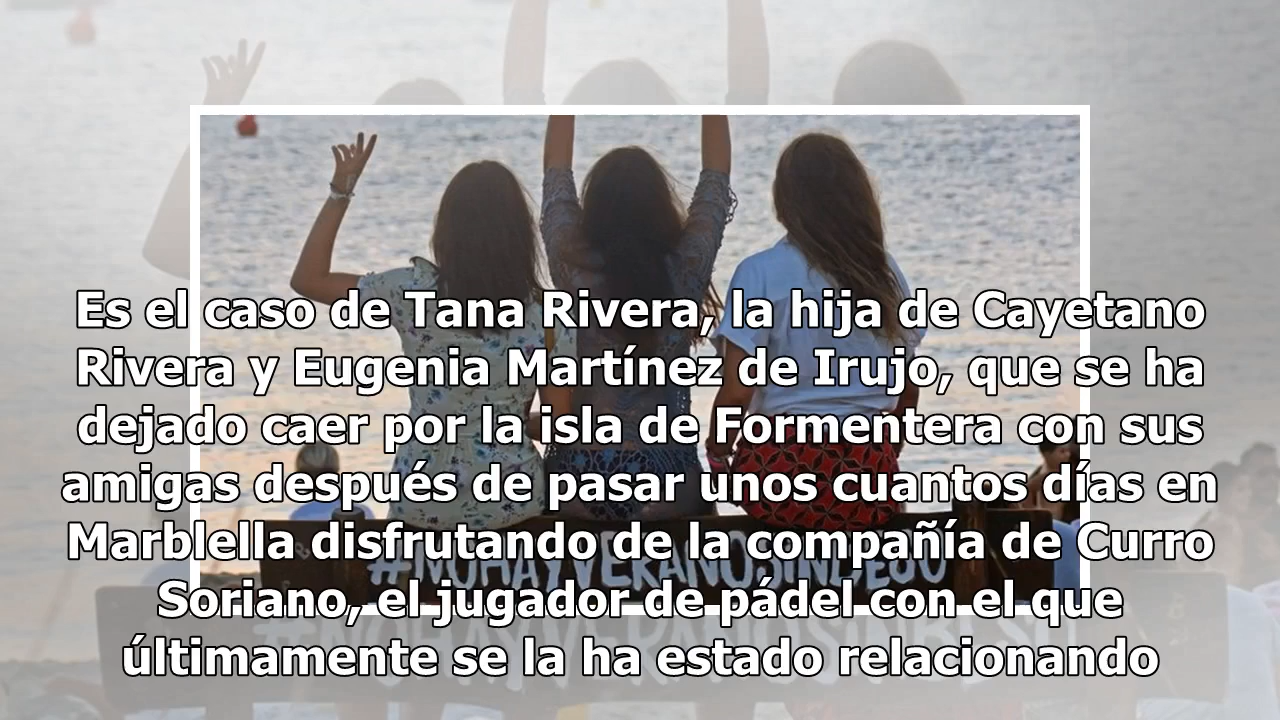 Es el caso de Tana Rivera, la hija de Cayetano
Rivera y Eugenia Martínez de Irujo, que se ha
dejado caer por la isla de Formentera con sus
amigas después de pasar unos cuantos días en
Marblella disfrutando de la compañía de Curro
#NOHAYVERANOSINBESO
Soriano, el jugador de pádel con el que
últimamente se la ha estado relacionando